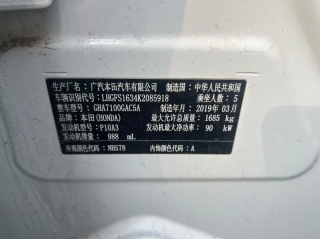 生产厂名：广汽本田汽车有限公司 制造国：中华人民共和国
车辆识别代号：LHGFS1634K2085918 乘坐人数：5
整车型号：GHA7100GAC5A 制造年月：2019年03月
品牌：本田(HONDA) 最大允许总质量：1685 kg
发动机型号：P10A3 发动机最大净功率：90 kW
发动机排量：988 mL
外观颜色代码：NH578 内饰颜色代码：A